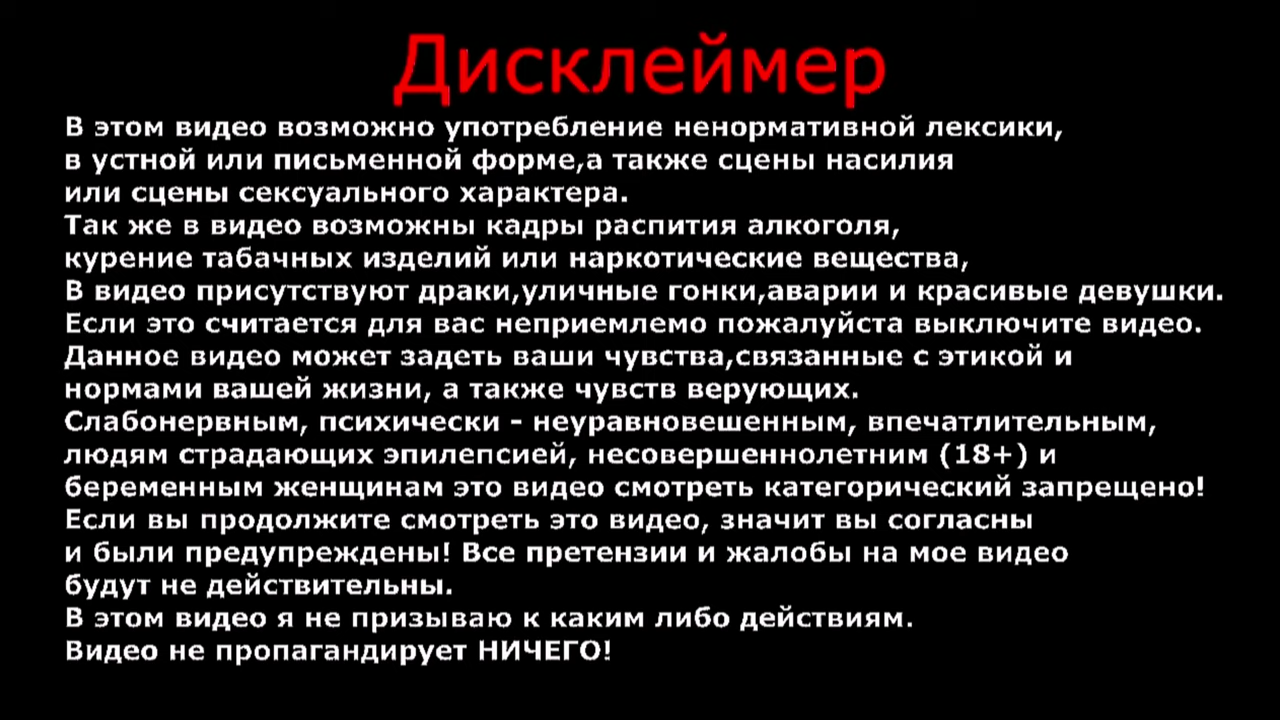 Дисклеймер
В этом видео возможно употребление ненормативной лексики,
в устной или письменной форме,а также сцены насилия
или сцены сексуального характера.
Так же в видео возможны кадры распития алкоголя,
курение табачных изделий или наркотические вещества,
В видео присутствуют драки,уличные гонки,аварии и красивые девушки.
Если это считается для вас неприемлемо пожалуйста выключите видео.
Данное видео может задеть ваши чувства,связанные с этикой и
нормами вашей жизни, а также чувств верующих.
Слабонервным, психически - неуравновешенным, впечатлительным,
людям страдающих эпилепсией, несовершеннолетним (18+) и
беременным женщинам это видео смотреть категорический запрещено!
Если вы продолжите смотреть это видео, значит вы согласны
и были предупреждены! Все претензии и жалобы на мое видео
будут не действительны.
В этом видео я не призываю к каким либо действиям.
Видео не пропагандирует НИЧЕГО!